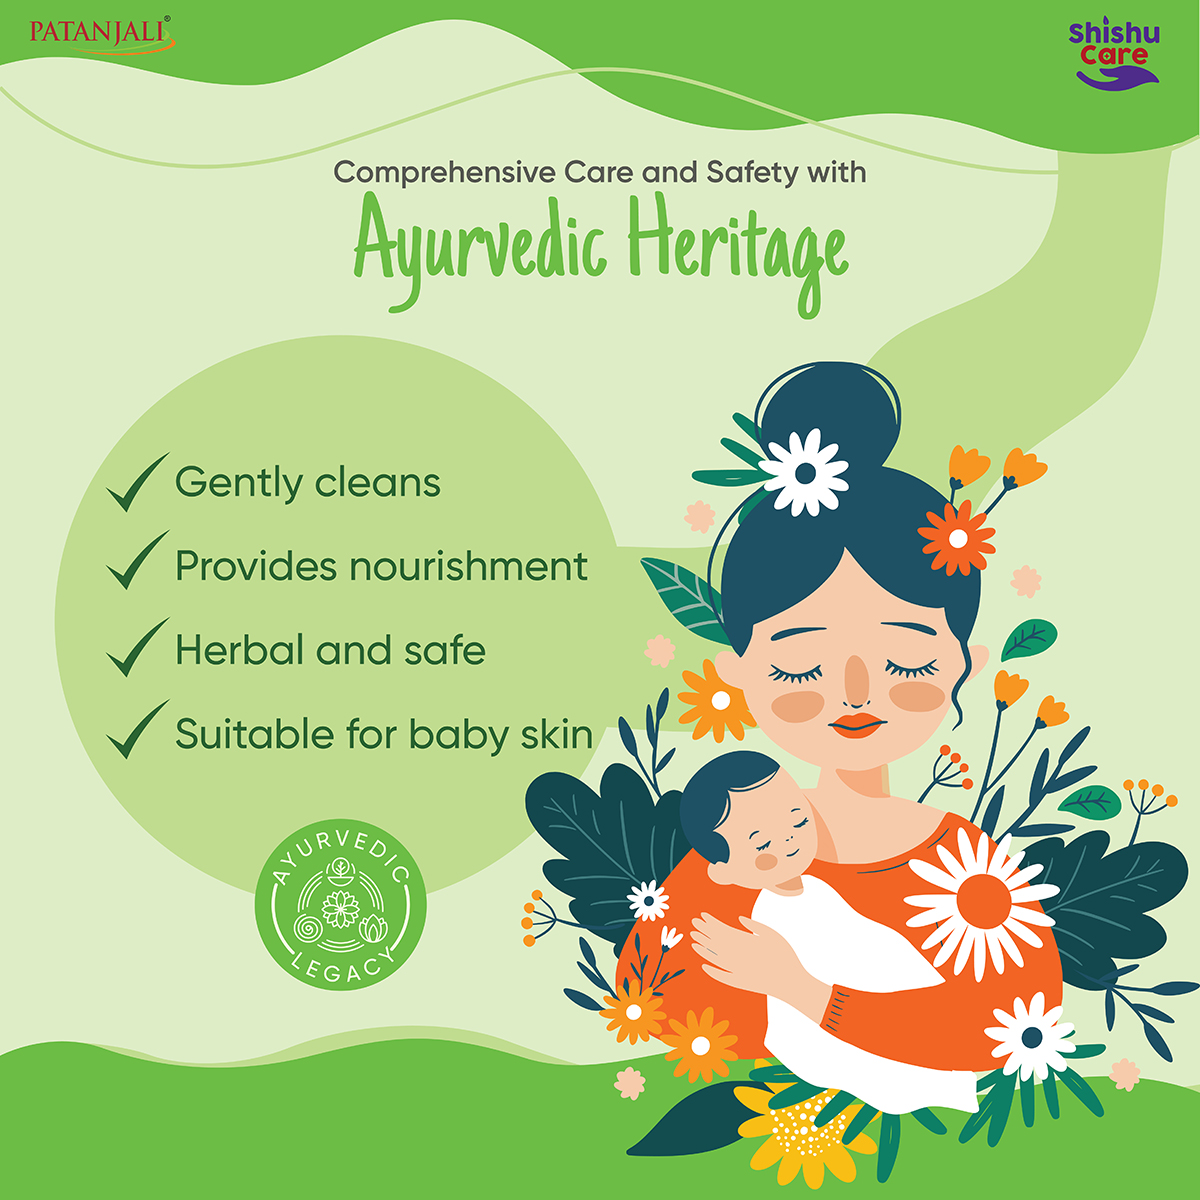 PATANJALI®
Shishu
Care
Comprehensive Care and Safety with
Ayurvedic Heritage
Gently cleans
Provides nourishment
Herbal and safe
Suitable for baby skin
AYURVEDIC
LEGACY